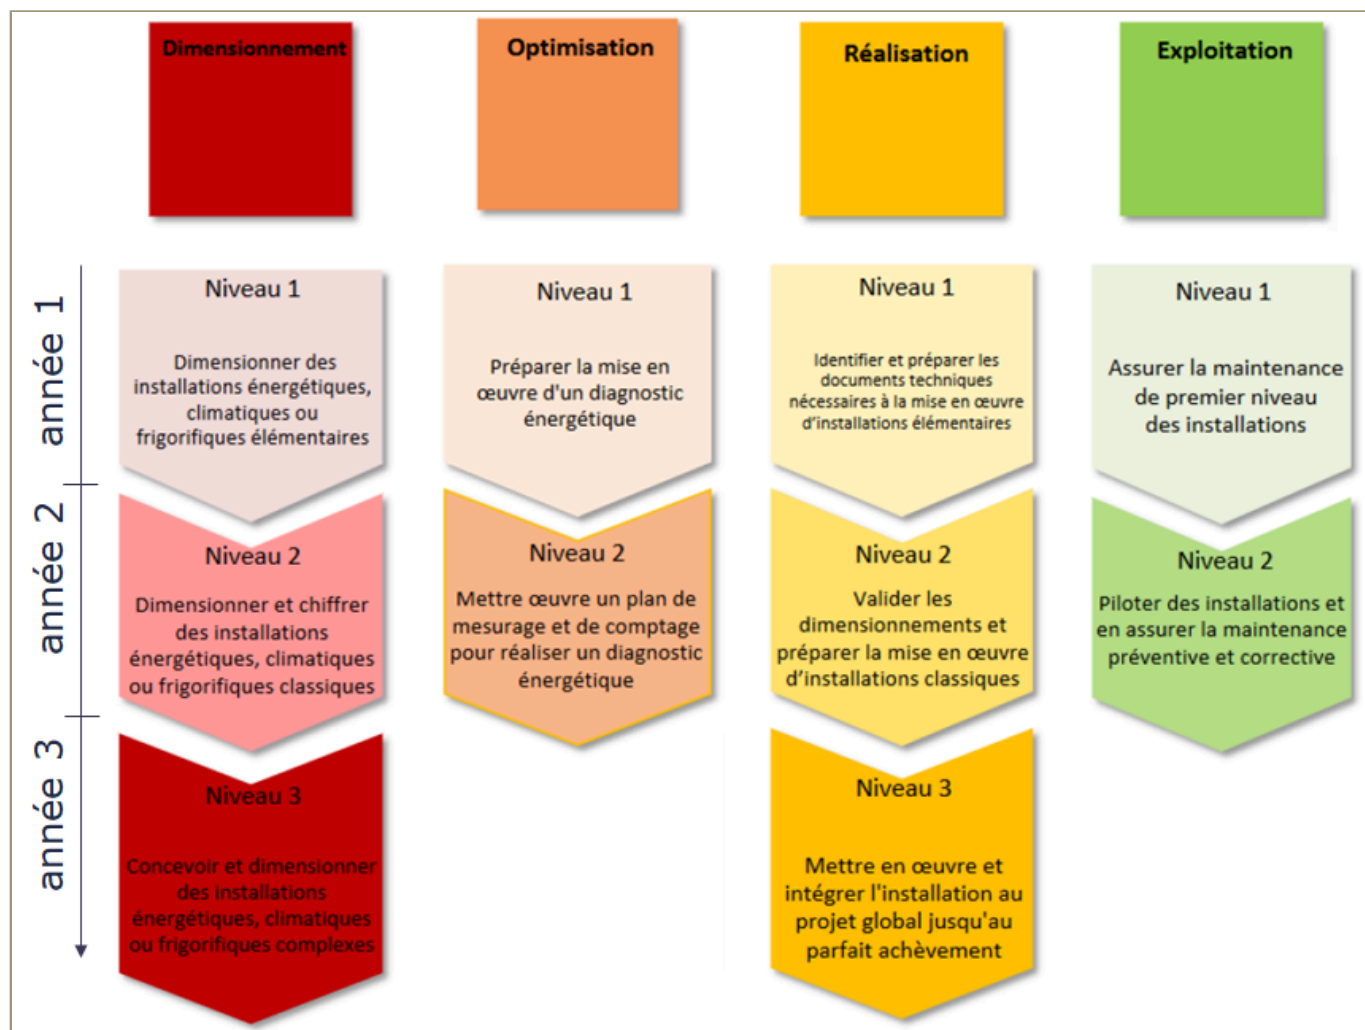 Dimensionnement
Optimisation
Réalisation
Exploitation
année 1
Niveau 1
Dimensionner des
installations énergétiques,
climatiques ou
frigorifiques élémentaires
Niveau 1
Préparer la mise en
œuvre d'un diagnostic
énergétique
Niveau 1
Identifier et préparer les
documents techniques
nécessaires à la mise en œuvre
d’installations élémentaires
Niveau 1
Assurer la maintenance
de premier niveau
des installations
année 2
Niveau 2
Dimensionner et chiffrer
des installations
énergétiques, climatiques
ou frigorifiques classiques
Niveau 2
Mettre œuvre un plan de
mesurage et de comptage
pour réaliser un diagnostic
énergétique
Niveau 2
Valider les
dimensionnements et
préparer la mise en œuvre
d’installations classiques
Niveau 2
Piloter des installations et
en assurer la maintenance
préventive et corrective
année 3
Niveau 3
Concevoir et dimensionner
des installations
énergétiques, climatiques
ou frigorifiques complexes
Niveau 3
Mettre en œuvre et
intégrer l'installation au
projet global jusqu'au
parfait achèvement